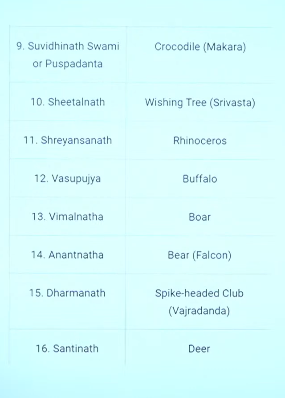 9. Suvidhinath Swami
or Puspadanta
Crocodile (Makara)
10. Sheetalnath
Wishing Tree (Srivasta)
11. Shreyansanath
Rhinoceros
12. Vasupujya
Buffalo
13. Vimalnatha
Boar
14. Anantnatha
Bear (Falcon)
15. Dharmanath
Spike-headed Club
(Vajradanda)
16. Santinath
Deer